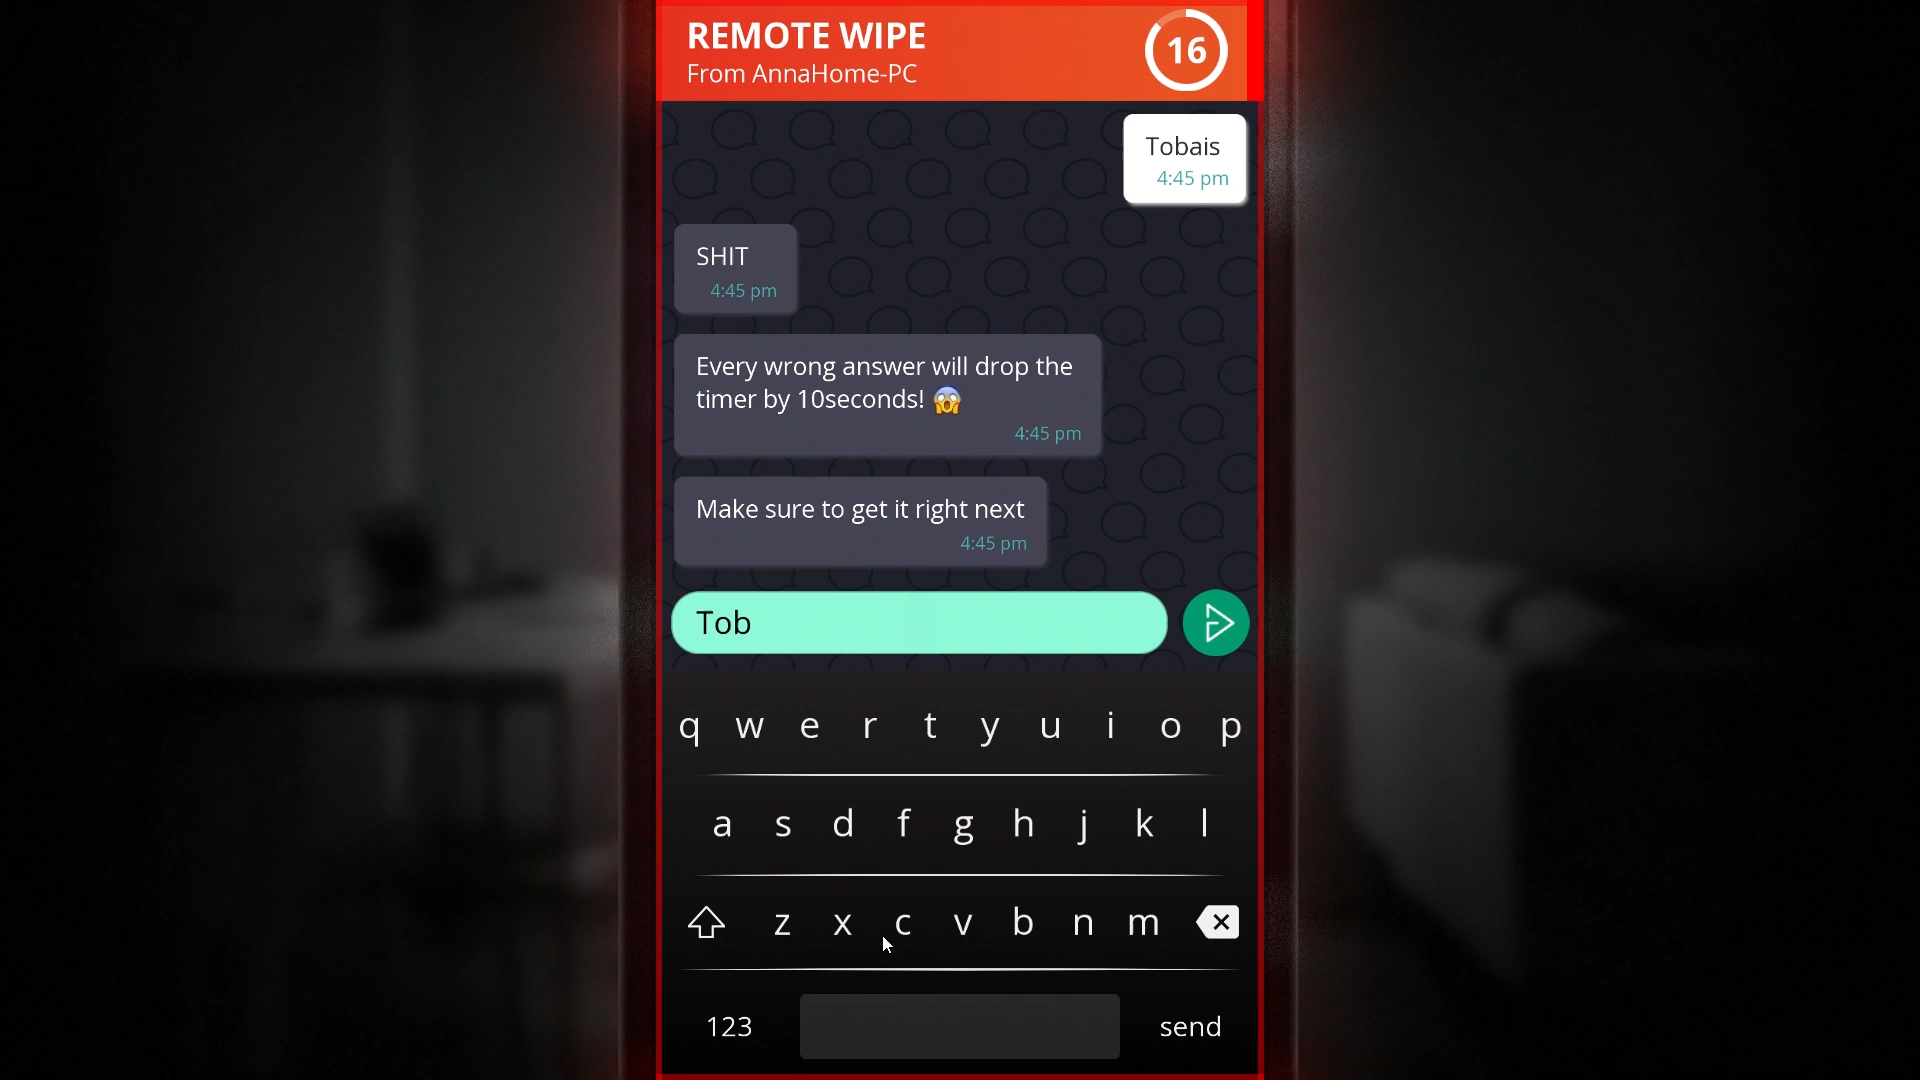 REMOTE WIPE
From AnnaHome-PC
16
Tobais
4:45 pm
SHIT
4:45 pm
Every wrong answer will drop the
timer by 10seconds! 😱
4:45 pm
Make sure to get it right next
4:45 pm
Tob
q w e r t y u i o p
a s d f g h j k l
z x c v b n m
123 send